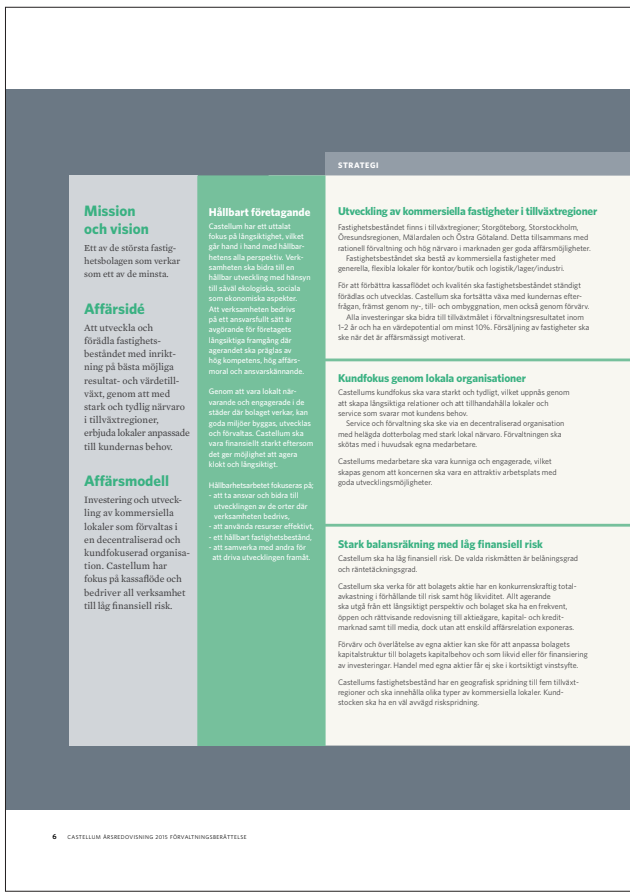 STRATEGI
Mission
och vision
Ett av de största fastig-
hetsbolagen som verkar
som ett av de minsta.
Affärsidé
Att utveckla och
förädla fastighets-
beståndet med inrikt-
ning på bästa möjliga
resultat- och värdetill-
växt, genom att med
stark och tydlig närvaro
i tillväxtregioner,
erbjuda lokaler anpassade
till kundernas behov.
Affärsmodell
Investering och utveck-
ling av kommersiella
lokaler som förvaltas i
en decentraliserad och
kundfokuserad organisa-
tion. Castellum har
fokus på kassaflöde och
bedriver all verksamhet
till låg finansiell risk.
Hållbart företagande
Castellum har ett uttalat
fokus på långsiktighet, vilket
går hand i hand med hållbar-
hetens alla perspektiv. Verk-
samheten ska bidra till en
hållbar utveckling med hänsyn
till såväl ekologiska, sociala
som ekonomiska aspekter.
Att verksamheten bedrivs
på ett ansvarsfullt sätt är
avgörande för företagets
långsiktiga framgång där
agerandet ska präglas av
hög kompetens, hög affärs-
moral och ansvarskännande.
Genom att vara lokalt när-
varande och engagerade i de
städer där bolaget verkar, kan
goda miljöer byggas, utvecklas
och förvaltas. Castellum ska
vara finansiellt starkt eftersom
det ger möjlighet att agera
klokt och långsiktigt.
Hållbarhetsarbetet fokuseras på;
- att ta ansvar och bidra till
utvecklingen av de orter där
verksamheten bedrivs,
- att använda resurser effektivt,
- ett hållbart fastighetsbestånd,
- att samverka med andra för
att driva utvecklingen framåt.
Utveckling av kommersiella fastigheter i tillväxtregioner
Fastighetsbeståndet finns i tillväxtregioner; Storgöteborg, Storstockholm,
Öresundsregionen, Mälardalen och Östra Götaland. Detta tillsammans med
rationell förvaltning och hög närvaro i marknaden ger goda affärsmöjligheter.
Fastighetsbeståndet ska bestå av kommersiella fastigheter med
generella, flexibla lokaler för kontor/butik och logistik/lager/industri.
För att förbättra kassaflödet och kvalitén ska fastighetsbeståndet ständigt
förädlas och utvecklas. Castellum ska fortsätta växa med kundernas efter-
frågan, främst genom ny-, till- och ombyggnation, men också genom förvärv.
Alla investeringar ska bidra till tillväxtmålet i förvaltningsresultatet inom
1–2 år och ha en värdepotential om minst 10%. Försäljning av fastigheter ska
ske när det är affärsmässigt motiverat.
Kundfokus genom lokala organisationer
Castellums kundfokus ska vara starkt och tydligt, vilket uppnås genom
att skapa långsiktiga relationer och att tillhandahålla lokaler och
service som svarar mot kundens behov.
Service och förvaltning ska ske via en decentraliserad organisation
med helägda dotterbolag med stark lokal närvaro. Förvaltningen ska
skötas med i huvudsak egna medarbetare.
Castellums medarbetare ska vara kunniga och engagerade, vilket
skapas genom att koncernen ska vara en attraktiv arbetsplats med
goda utvecklingsmöjligheter.
Stark balansräkning med låg finansiell risk
Castellum ska ha låg finansiell risk. De valda riskmåtten är belåningsgrad
och räntetäckningsgrad.
Castellum ska verka för att bolagets aktie har en konkurrenskraftig total-
avkastning i förhållande till risk samt hög likviditet. Allt agerande
ska utgå från ett långsiktigt perspektiv och bolaget ska ha en frekvent,
öppen och rättvisande redovisning till aktieägare, kapital- och kredit-
marknad samt till media, dock utan att enskild affärsrelation exponeras.
Förvärv och överlåtelse av egna aktier kan ske för att anpassa bolagets
kapitalstruktur till bolagets kapitalbehov och som likvid eller för finansiering
av investeringar. Handel med egna aktier får ej ske i kortsiktigt vinstsyfte.
Castellums fastighetsbestånd har en geografisk spridning till fem tillväxt-
regioner och ska innehålla olika typer av kommersiella lokaler. Kund-
stocken ska ha en väl avvägd riskspridning.
6 CASTELLUM ÅRSREDOVISNING 2015 FÖRVALTNINGSBERÄTTELSE